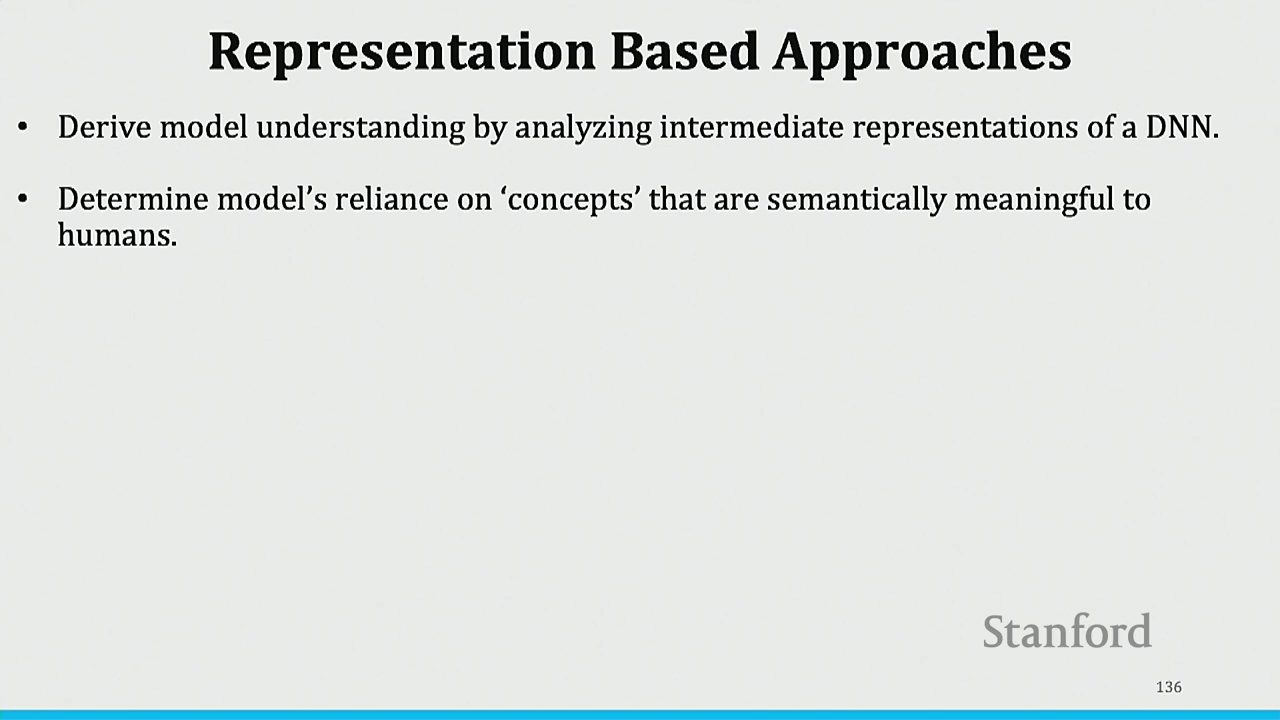 Representation Based Approaches
• Derive model understanding by analyzing intermediate representations of a DNN.
• Determine model's reliance on ‘concepts’ that are semantically meaningful to
humans.
Stanford
136